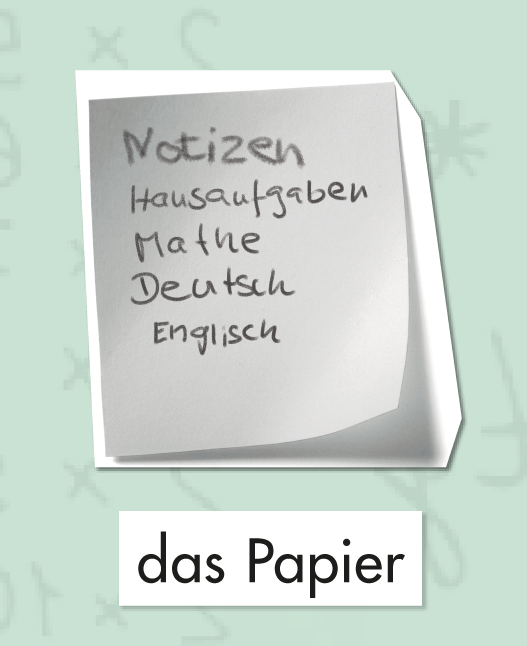 Notizen
Hausaufgaben
Mathe
Deutsch
Englisch
das Papier